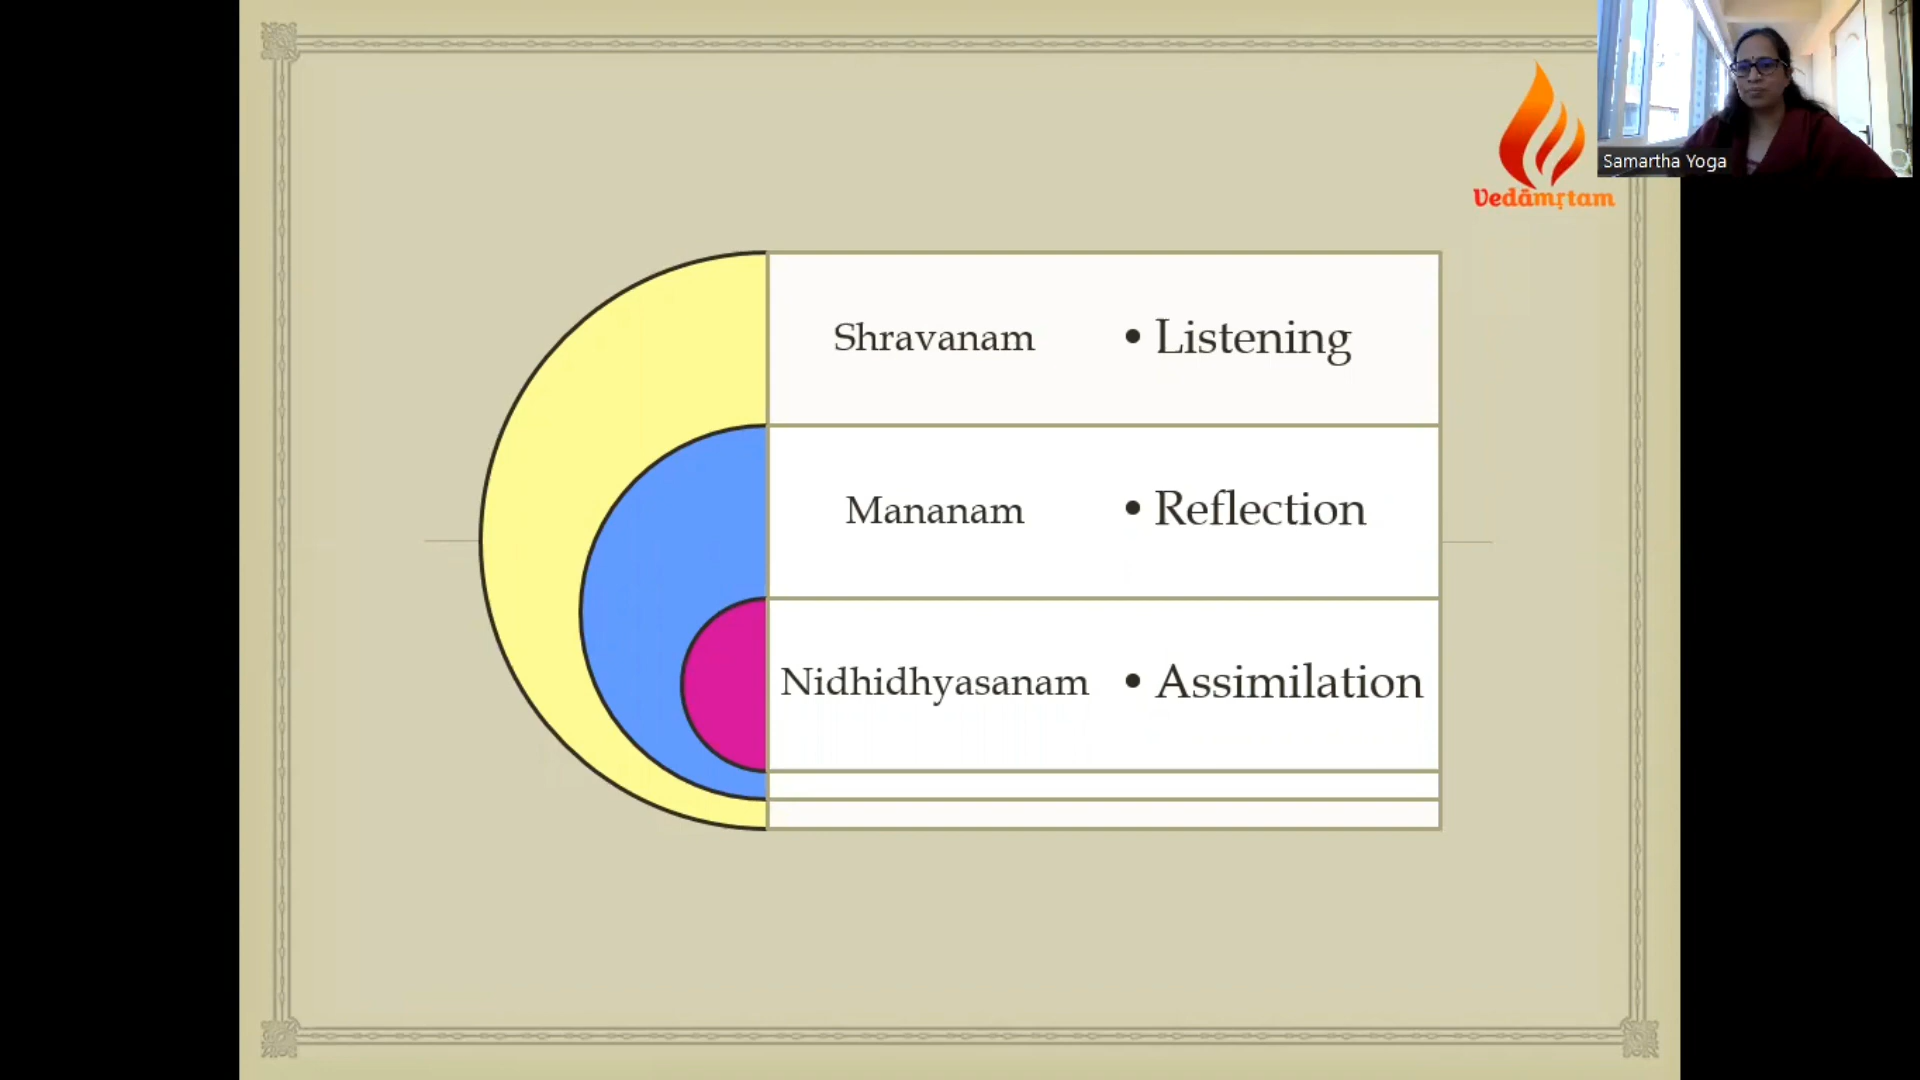 Samartha Yoga
Vedāmṛtam
Shravanam • Listening
Mananam • Reflection
Nidhidhyasanam • Assimilation